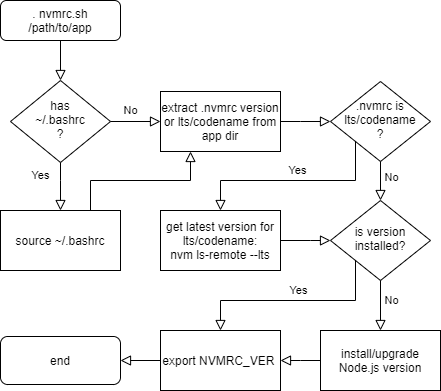 . nvmrc.sh
/path/to/app
has
~/.bashrc
?
No
extract .nvmrc version
or lts/codename from
app dir
.nvmrc is
lts/codename
?
Yes
Yes
No
source ~/.bashrc
get latest version for
lts/codename:
nvm ls-remote --lts
is version
installed?
Yes
No
end
export NVMRC_VER
install/upgrade
Node.js version